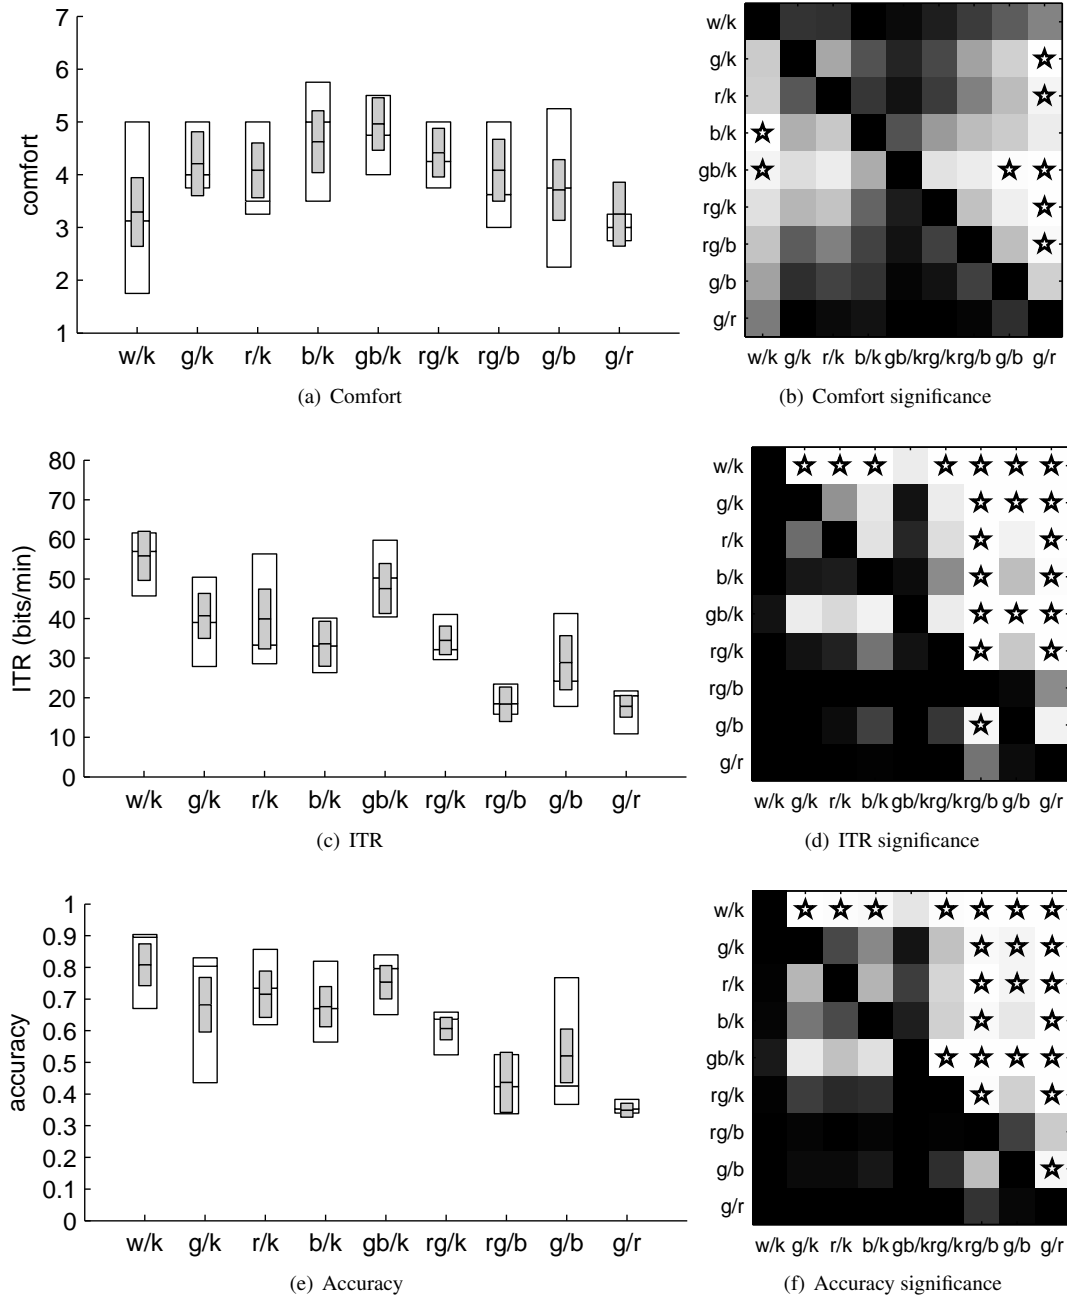 7
6
5
4
3
2
1
comfort
w/k g/k r/k b/k gb/k rg/k rg/b g/b g/r
(a) Comfort
w/k
g/k
r/k
b/k
gb/k
rg/k
rg/b
g/b
g/r
w/k g/k r/k b/k gb/k rg/k rg/b g/b g/r
(b) Comfort significance
80
70
60
50
40
30
20
10
0
ITR (bits/min)
w/k g/k r/k b/k gb/k rg/k rg/b g/b g/r
(c) ITR
w/k
g/k
r/k
b/k
gb/k
rg/k
rg/b
g/b
g/r
w/k g/k r/k b/k gb/k rg/k rg/b g/b g/r
(d) ITR significance
1
0.9
0.8
0.7
0.6
0.5
0.4
0.3
0.2
0.1
0
accuracy
w/k g/k r/k b/k gb/k rg/k rg/b g/b g/r
(e) Accuracy
w/k
g/k
r/k
b/k
gb/k
rg/k
rg/b
g/b
g/r
w/k g/k r/k b/k gb/k rg/k rg/b g/b g/r
(f) Accuracy significance